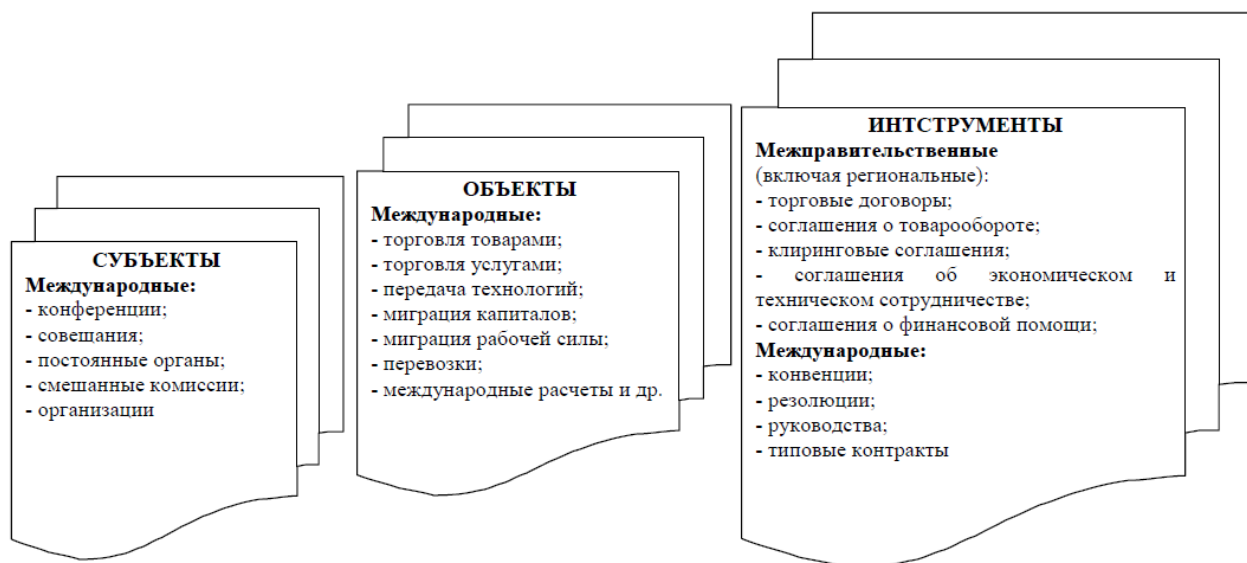 СУБЪЕКТЫ
Международные:
- конференции;
- совещания;
- постоянные органы;
- смешанные комиссии;
- организации
ОБЪЕКТЫ
Международные:
- торговля товарами;
- торговля услугами;
- передача технологий;
- миграция капиталов;
- миграция рабочей силы;
- перевозки;
- международные расчеты и др.
ИНТСТРУМЕНТЫ
Межправительственные
(включая региональные):
- торговые договоры;
- соглашения о товарообороте;
- клиринговые соглашения;
- соглашения об экономическом и
техническом сотрудничестве;
- соглашения о финансовой помощи;
Международные:
- конвенции;
- резолюции;
- руководства;
- типовые контракты